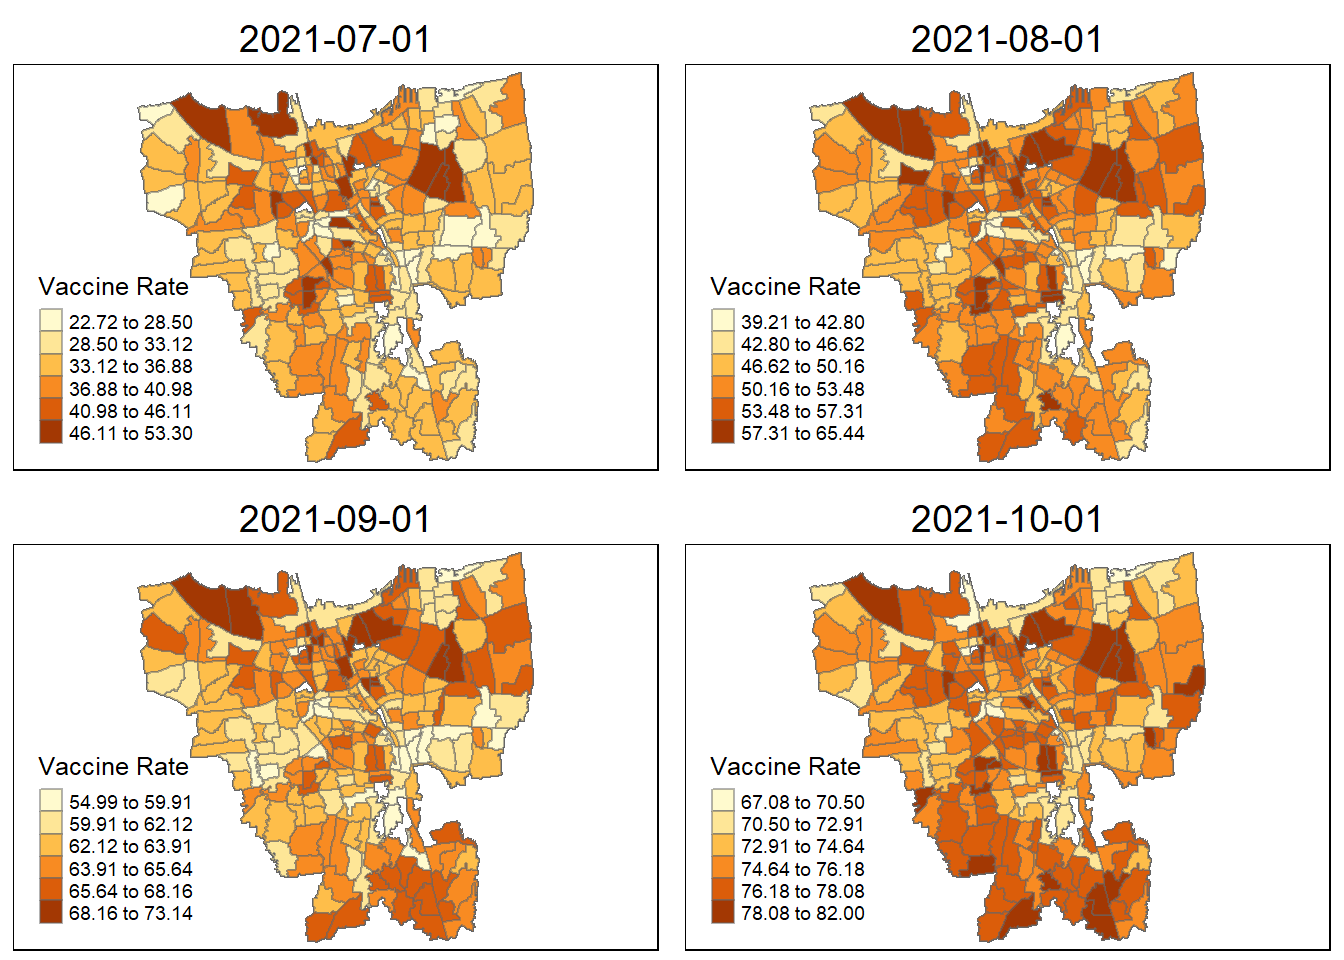 2021-07-01
Vaccine Rate
22.72 to 28.50
28.50 to 33.12
33.12 to 36.88
36.88 to 40.98
40.98 to 46.11
46.11 to 53.30
2021-08-01
Vaccine Rate
39.21 to 42.80
42.80 to 46.62
46.62 to 50.16
50.16 to 53.48
53.48 to 57.31
57.31 to 65.44
2021-09-01
Vaccine Rate
54.99 to 59.91
59.91 to 62.12
62.12 to 63.91
63.91 to 65.64
65.64 to 68.16
68.16 to 73.14
2021-10-01
Vaccine Rate
67.08 to 70.50
70.50 to 72.91
72.91 to 74.64
74.64 to 76.18
76.18 to 78.08
78.08 to 82.00